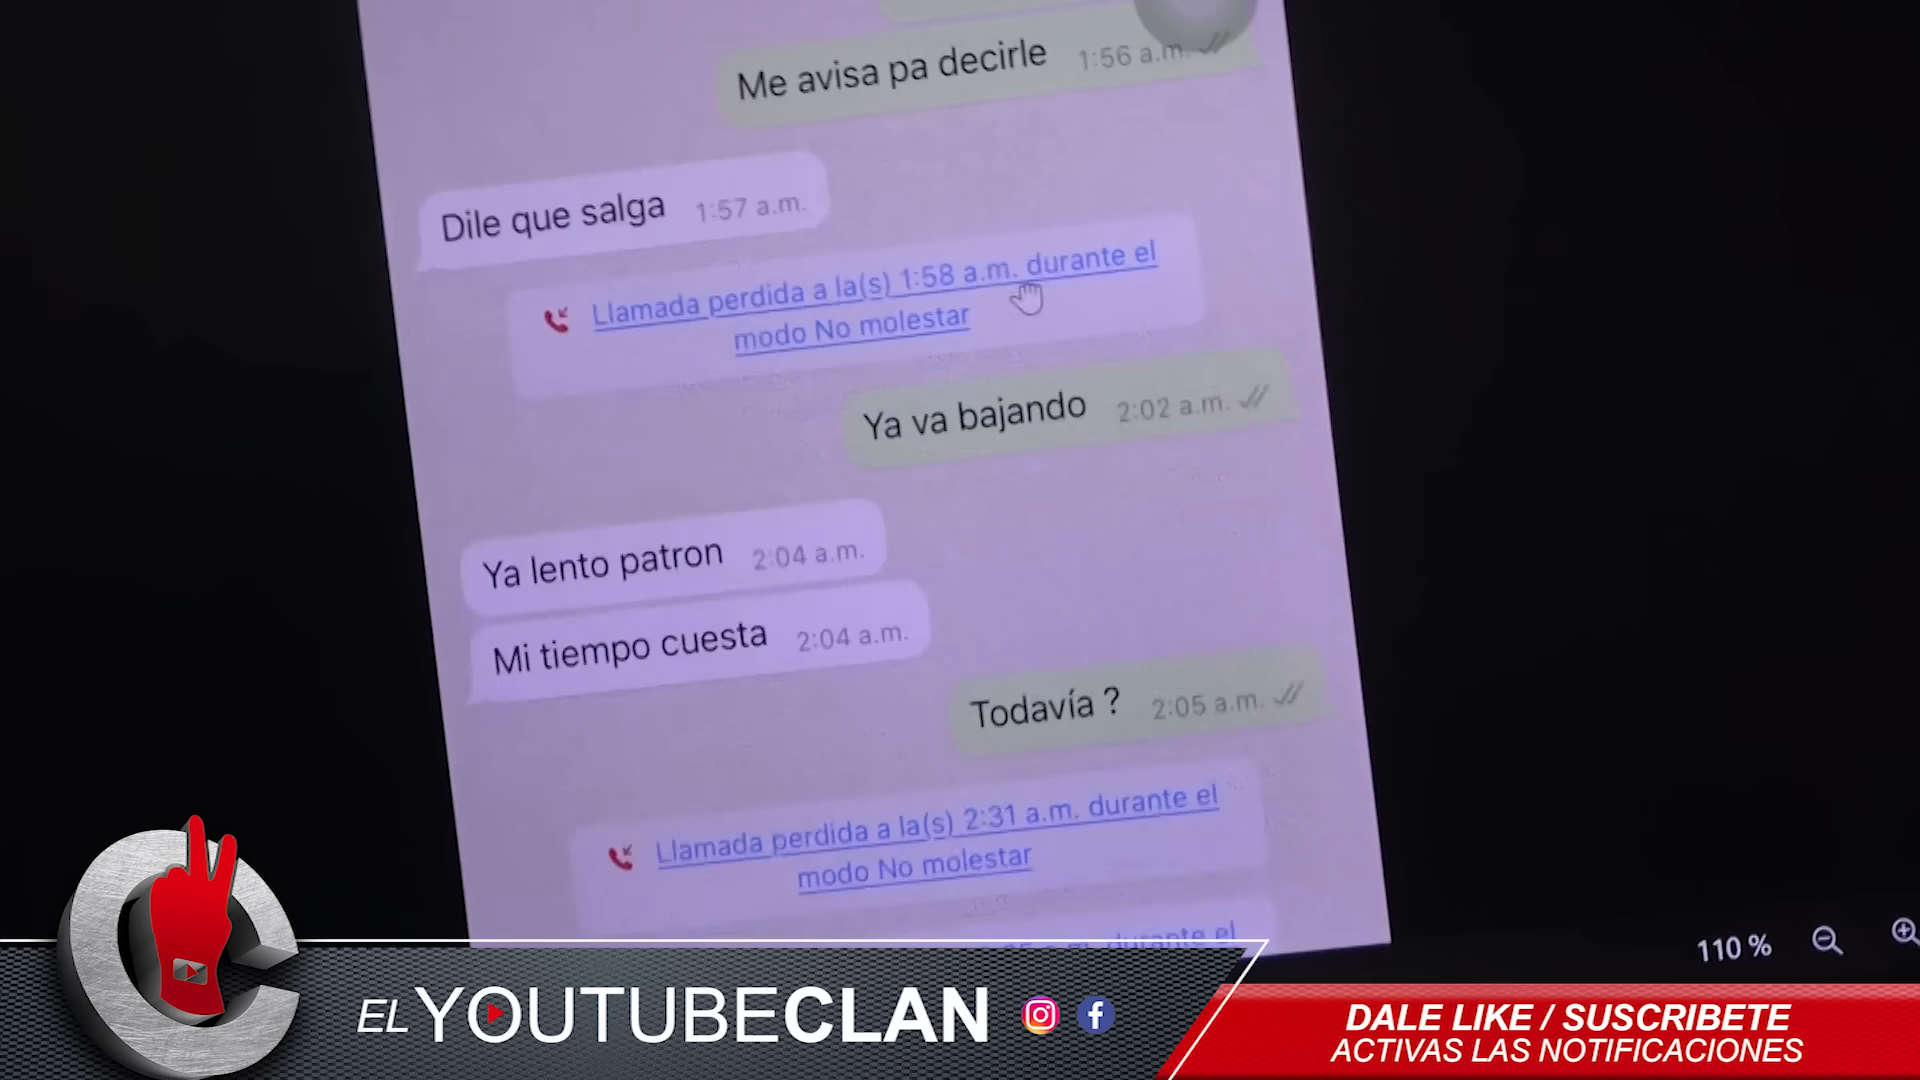 Me avisa pa decirle 1:56 a.m.
Dile que salga 1:57 a.m.
Llamada perdida a la(s) 1:58 a.m. durante el
modo No molestar
Ya va bajando 2:02 a.m.
Ya lento patron 2:04 a.m.
Mi tiempo cuesta 2:04 a.m.
Todavía ? 2:05 a.m.
Llamada perdida a la(s) 2:31 a.m. durante el
modo No molestar
a.m. durante el
110 %
EL YOUTUBECLAN
DALE LIKE / SUSCRIBETE
ACTIVAS LAS NOTIFICACIONES